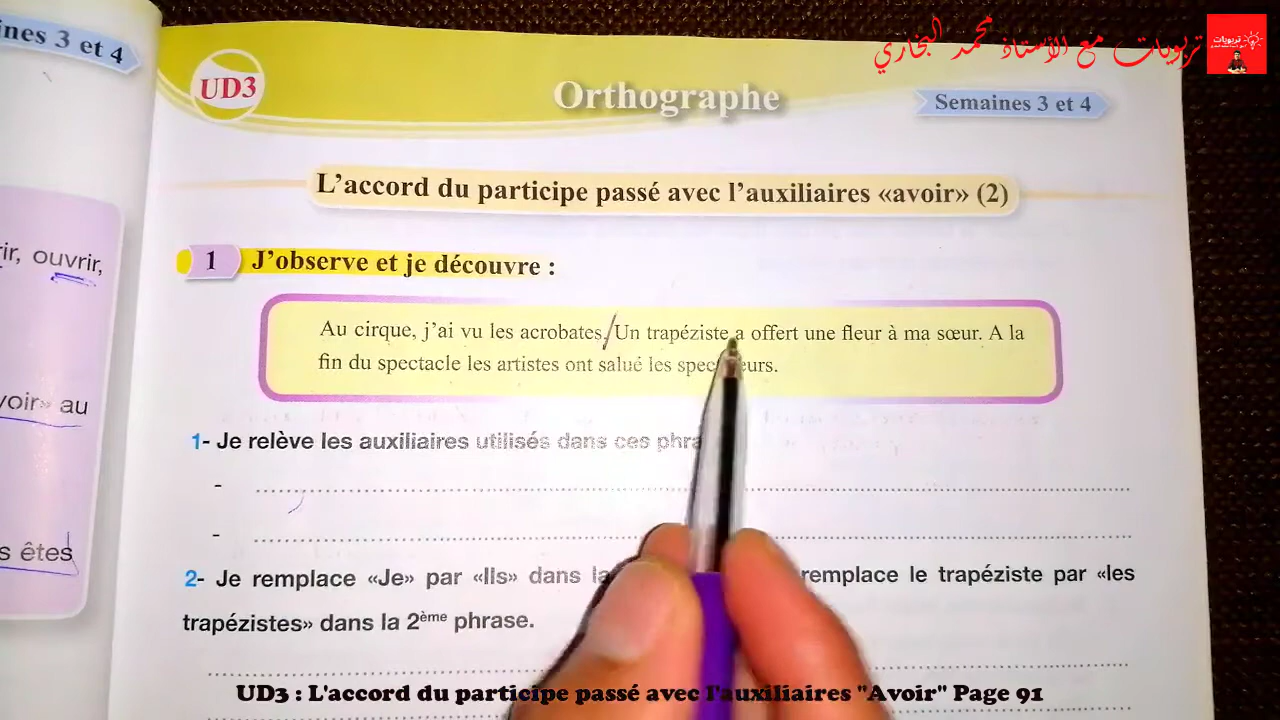 ines 3 et 4
تربويات مع الأستاذ محمد البخاري
تربويات
UD3
Orthographe
Semaines 3 et 4
L'accord du participe passé avec l'auxiliaires «avoir» (2)
rir, ouvrir,
1 J'observe et je découvre :
Au cirque, j'ai vu les acrobates. Un trapéziste a offert une fleur à ma sœur. A la
fin du spectacle les artistes ont salué les spec eurs.
voir» au
1- Je relève les auxiliaires utilisés dans ces phra
-
-
s êtes
2- Je remplace «Je» par «Ils» dans la remplace le trapéziste par «les
trapézistes» dans la 2ème phrase.
UD3 : L'accord du participe passé avec l'auxiliaires "Avoir" Page 91